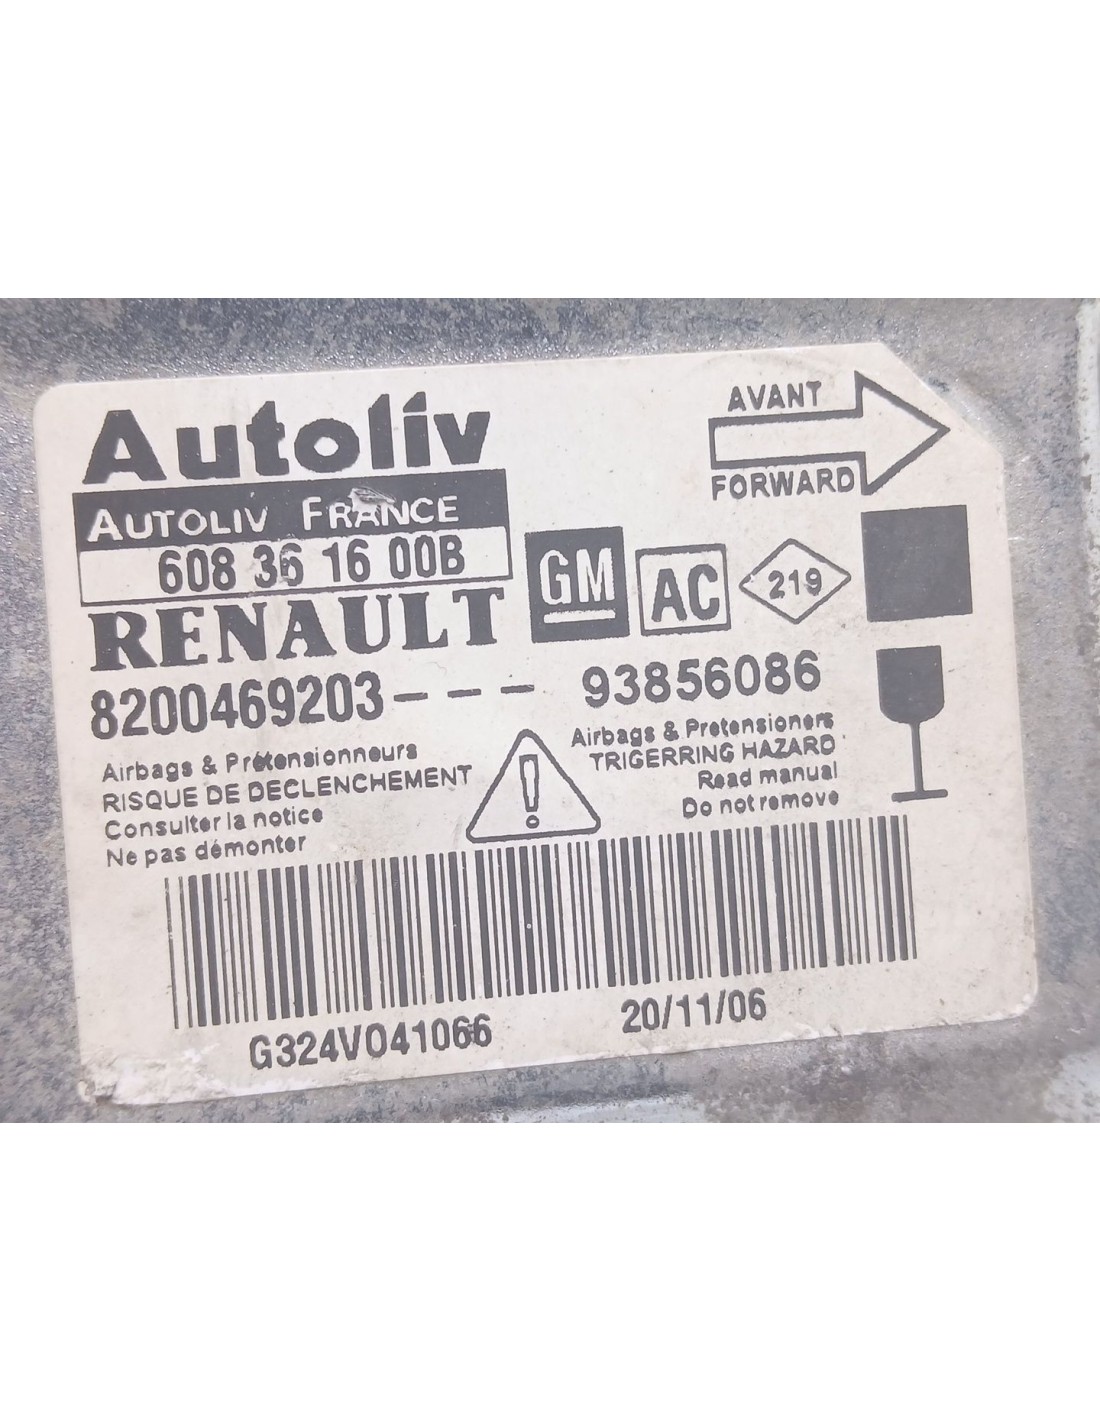 Autoliv
AUTOLIV FRANCE
608 36 16 00B
RENAULT
8200469203---
AVANT
FORWARD
GM
AC
219
93856086
Airbags & Prétensionneurs
RISQUE DE DECLENCHEMENT
Consulter la notice
Ne pas démonter
Airbags & Pretensioners
TRIGERRING HAZARD
Read manual
Do not remove
G324V041066
20/11/06